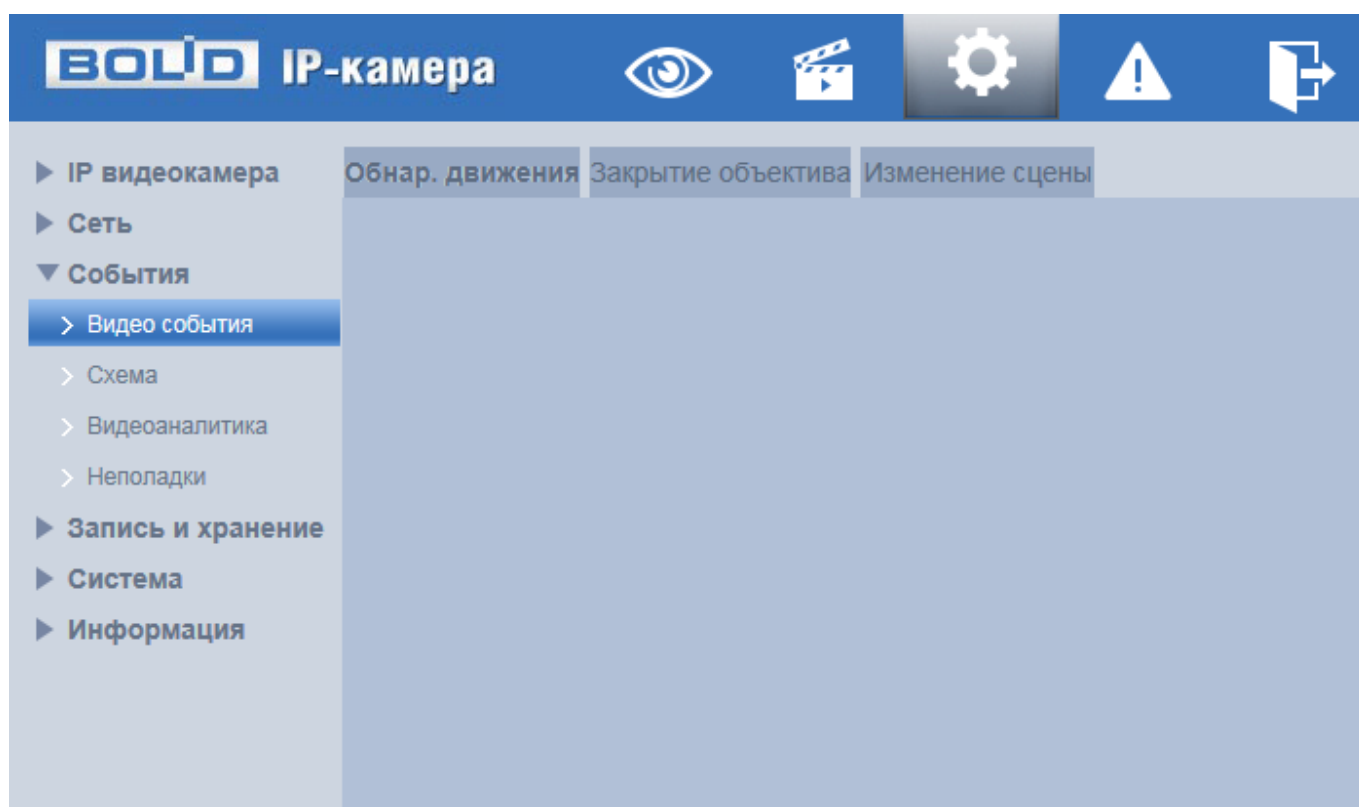 BOLID IP-камера
IP видеокамера
Сеть
События
Видео события
Схема
Видеоаналитика
Неполадки
Запись и хранение
Система
Информация
Обнар. движения Закрытие объектива Изменение сцены